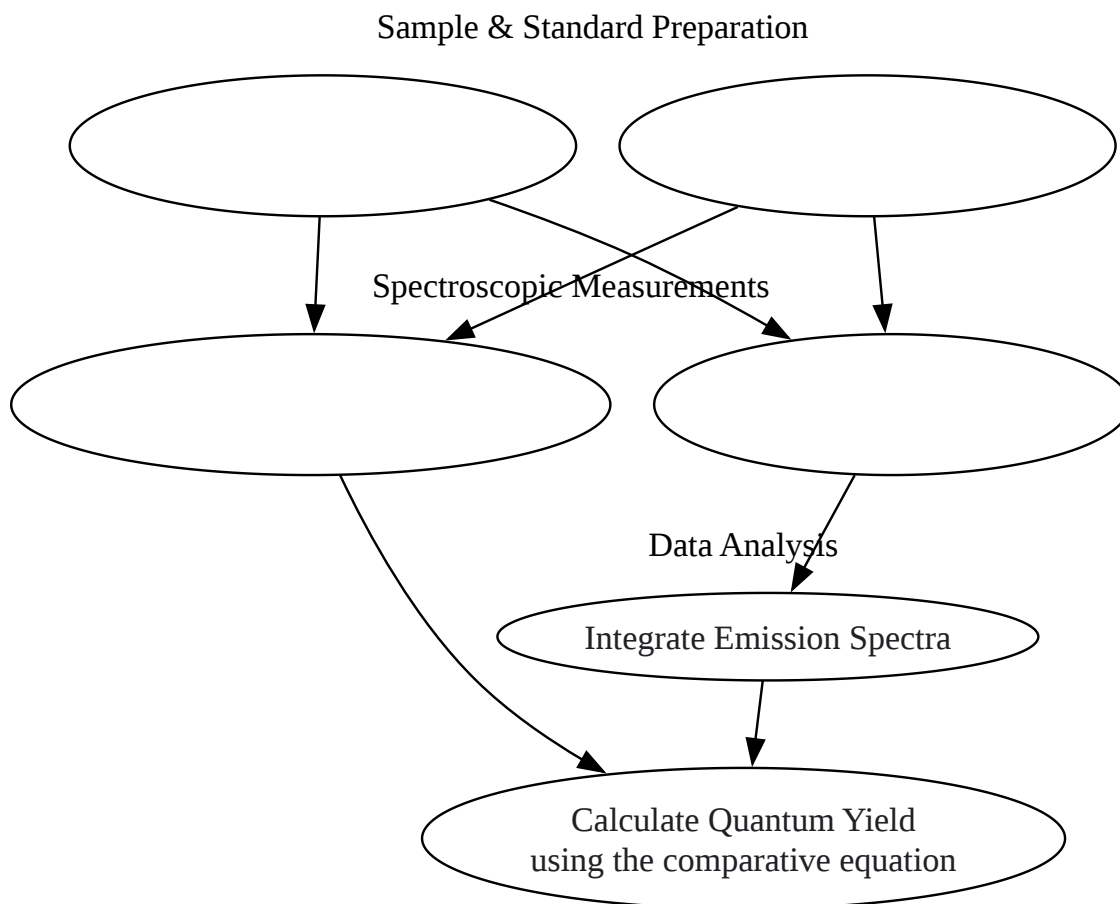 Sample & Standard Preparation
Spectroscopic Measurements
Data Analysis
Integrate Emission Spectra
Calculate Quantum Yield
using the comparative equation